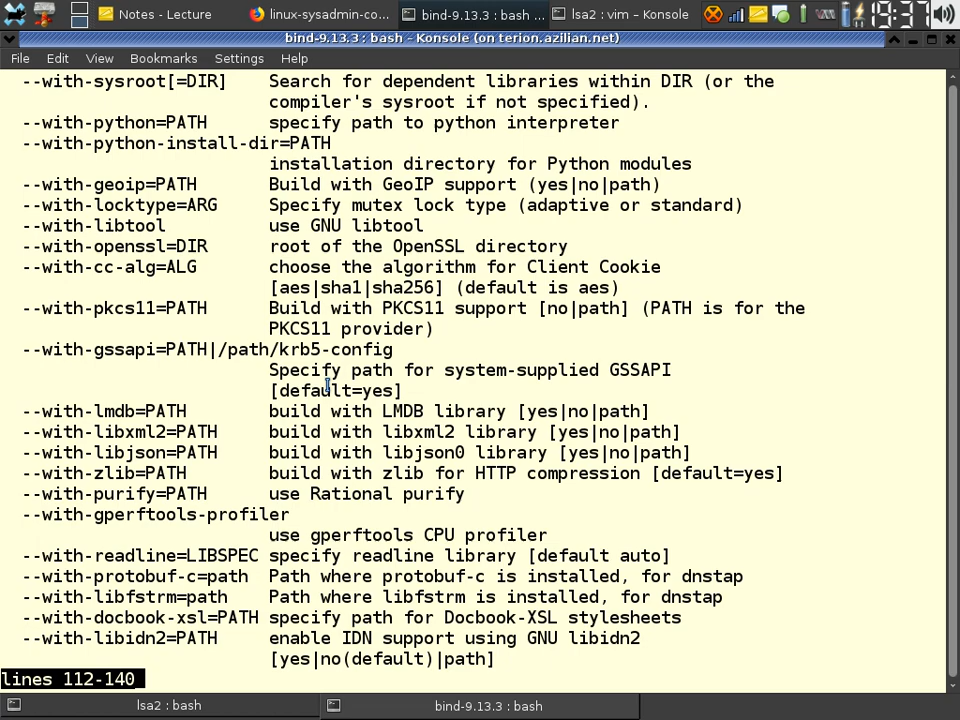 Notes - Lecture
linux-sysadmin-co...
bind-9.13.3 : bash ...
lsa2 : vim – Konsole
19:37
bind-9.13.3 : bash – Konsole (on terion.azilian.net)
File Edit View Bookmarks Settings Help
--with-sysroot[=DIR] Search for dependent libraries within DIR (or the
compiler's sysroot if not specified).
--with-python=PATH specify path to python interpreter
--with-python-install-dir=PATH
installation directory for Python modules
--with-geoip=PATH Build with GeoIP support (yes|no|path)
--with-locktype=ARG Specify mutex lock type (adaptive or standard)
--with-libtool use GNU libtool
--with-openssl=DIR root of the OpenSSL directory
--with-cc-alg=ALG choose the algorithm for Client Cookie
[aes|sha1|sha256] (default is aes)
--with-pkcs11=PATH Build with PKCS11 support [no|path] (PATH is for the
PKCS11 provider)
--with-gssapi=PATH|/path/krb5-config
Specify path for system-supplied GSSAPI
[default=yes]
--with-lmdb=PATH build with LMDB library [yes|no|path]
--with-libxml2=PATH build with libxml2 library [yes|no|path]
--with-libjson=PATH build with libjson0 library [yes|no|path]
--with-zlib=PATH build with zlib for HTTP compression [default=yes]
--with-purify=PATH use Rational purify
--with-gperftools-profiler
use gperftools CPU profiler
--with-readline=LIBSPEC specify readline library [default auto]
--with-protobuf-c=path Path where protobuf-c is installed, for dnstap
--with-libfstrm=path Path where libfstrm is installed, for dnstap
--with-docbook-xsl=PATH specify path for Docbook-XSL stylesheets
--with-libidn2=PATH enable IDN support using GNU libidn2
[yes|no(default)|path]
lines 112-140
lsa2 : bash
bind-9.13.3 : bash